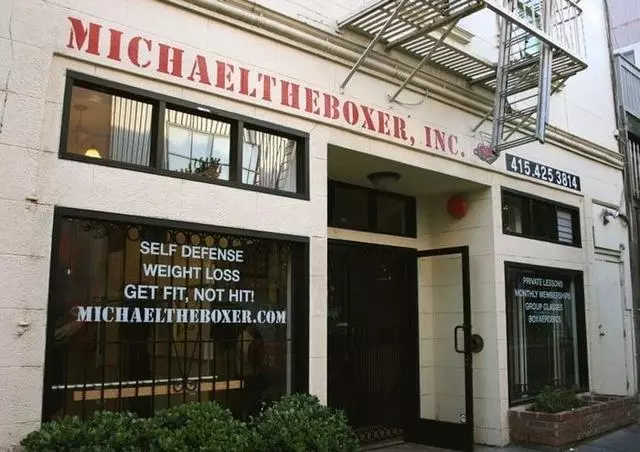 MICHAELTHEBOXER, INC.
415.425.3814
SELF DEFENSE
WEIGHT LOSS
GET FIT, NOT HIT!
MICHAELTHEBOXER.COM
PRIVATE LESSONS
MONTHLY MEMBERSHIPS
GROUP CLASSES
BOXAEROBICS